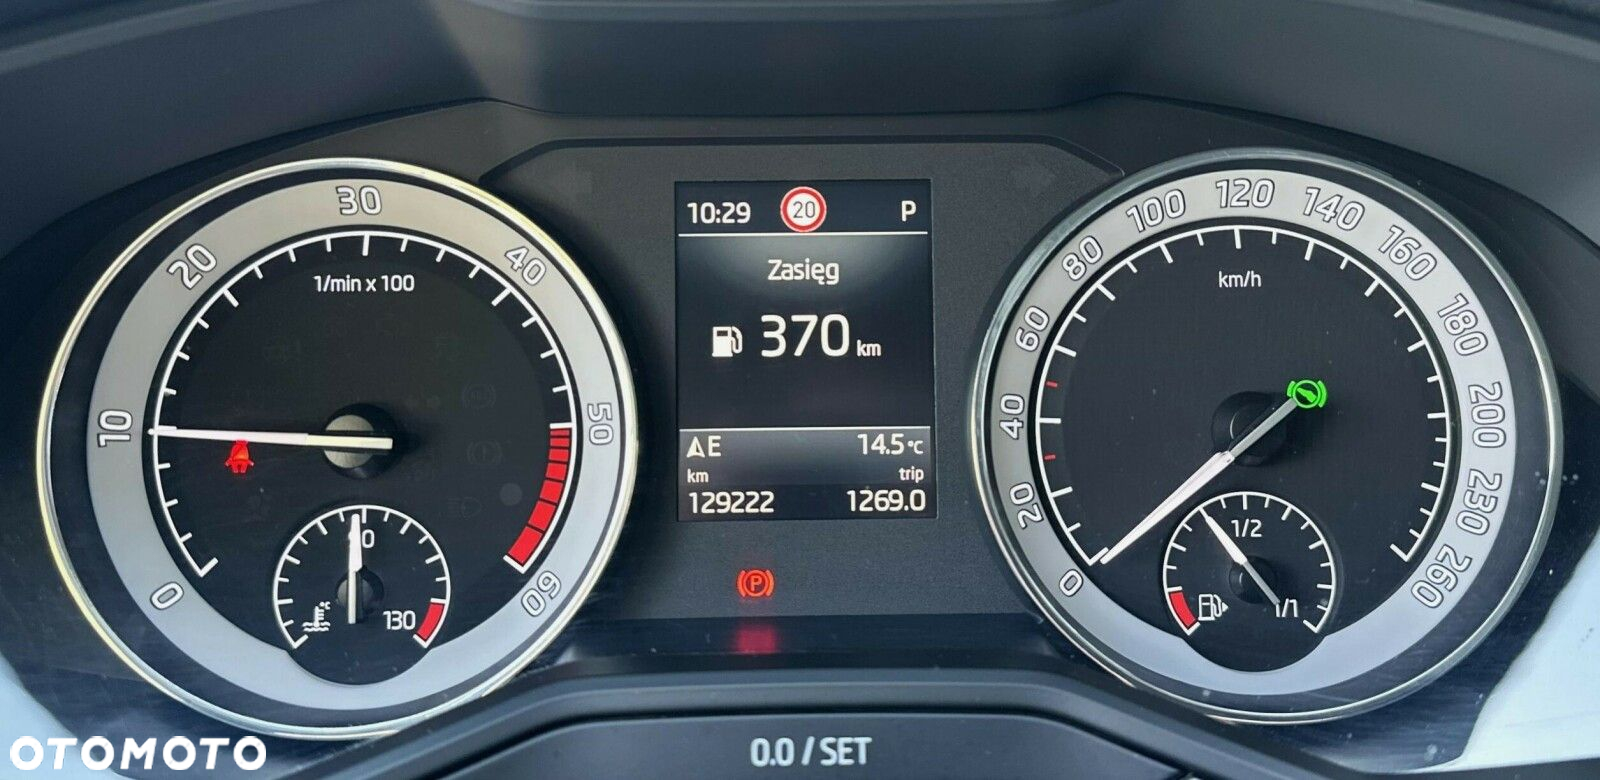 10:29 20 P
Zasięg
370 km
E 14.5°C
km trip
129222 1269.0
0 10 20 30 40 50 60
1/min x 100
130
°C
P
0 20 40 60 80 100 120 140 160 180 200 230 260
km/h
1/2
1/1
0.0 / SET
OTOMOTO